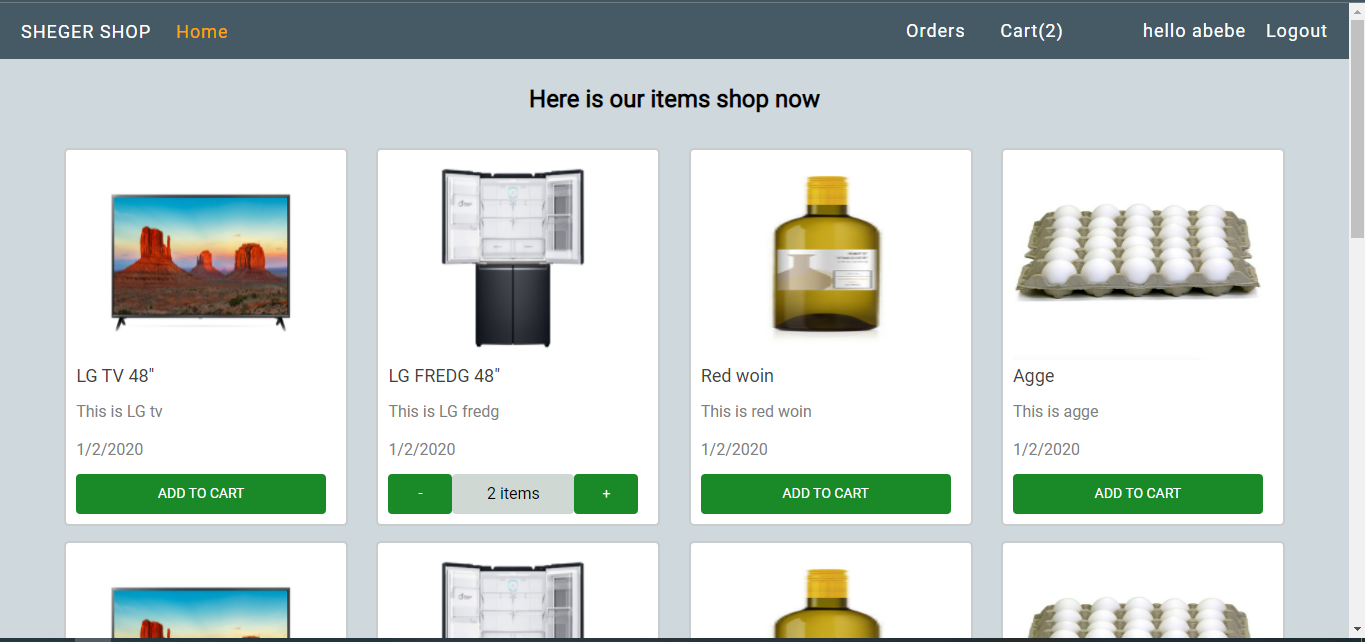 SHEGER SHOP Home Orders Cart(2) hello abebe Logout
Here is our items shop now
LG TV 48"
This is LG tv
1/2/2020
ADD TO CART
LG FREDG 48"
This is LG fredg
1/2/2020
- 2 items +
Red woin
This is red woin
1/2/2020
ADD TO CART
Agge
This is agge
1/2/2020
ADD TO CART